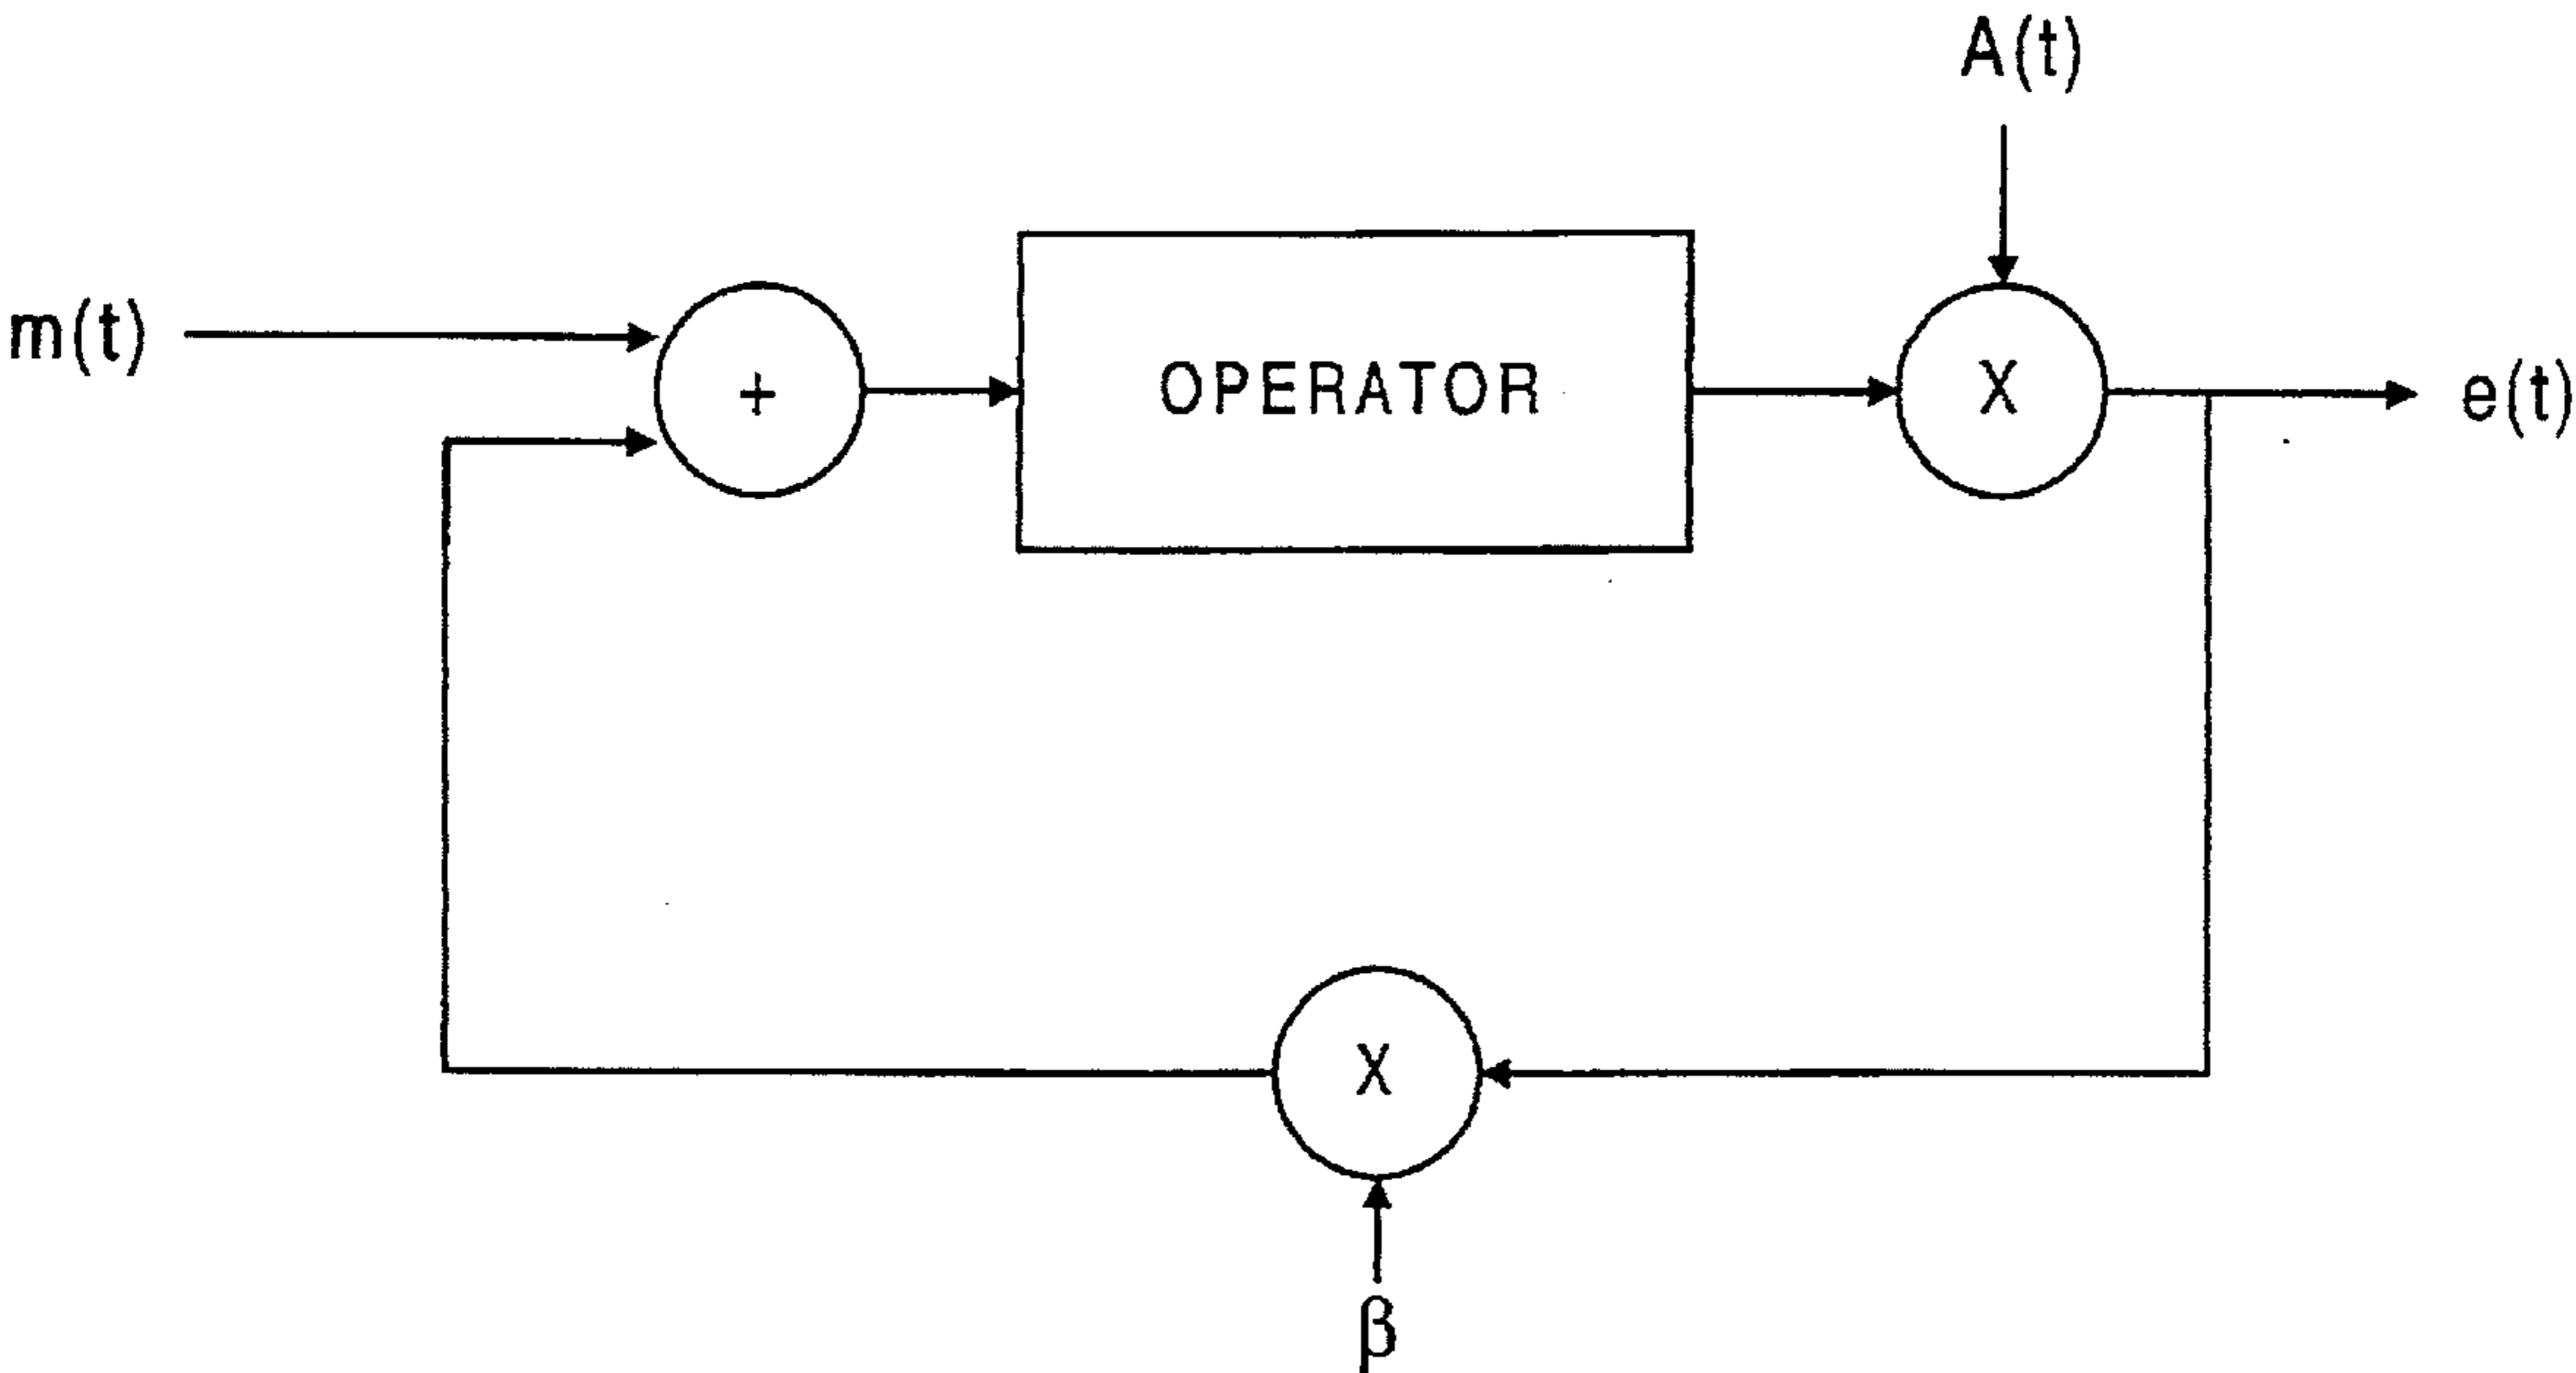 A(t)
m(t)
+
OPERATOR
X
e(t)
X
β